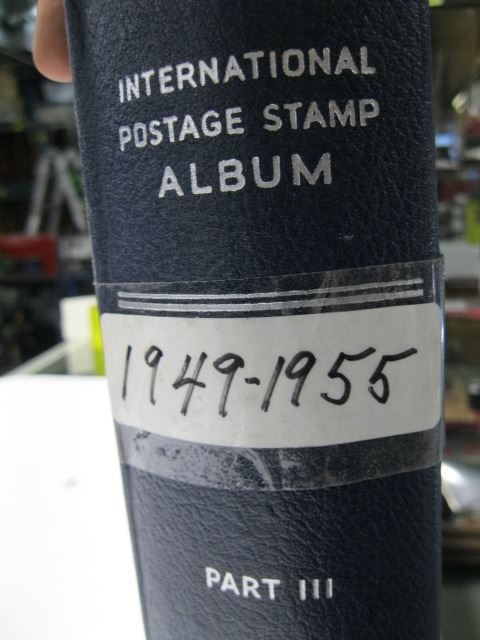 INTERNATIONAL
POSTAGE STAMP
ALBUM
1949-1955
PART III